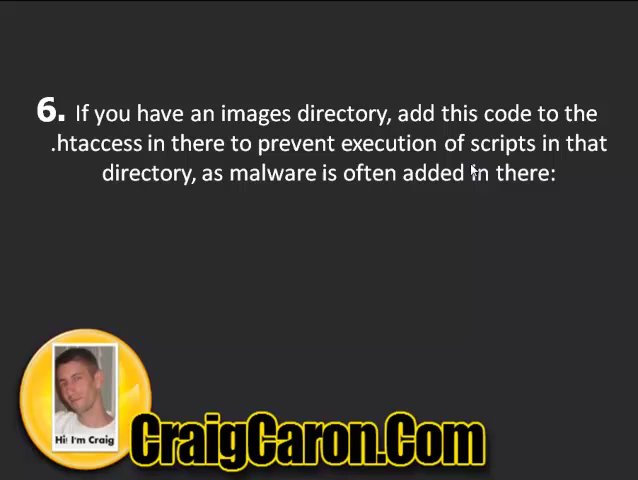 6. If you have an images directory, add this code to the
.htaccess in there to prevent execution of scripts in that
directory, as malware is often added in there:
Hi! I'm Craig
CraigCaron.Com